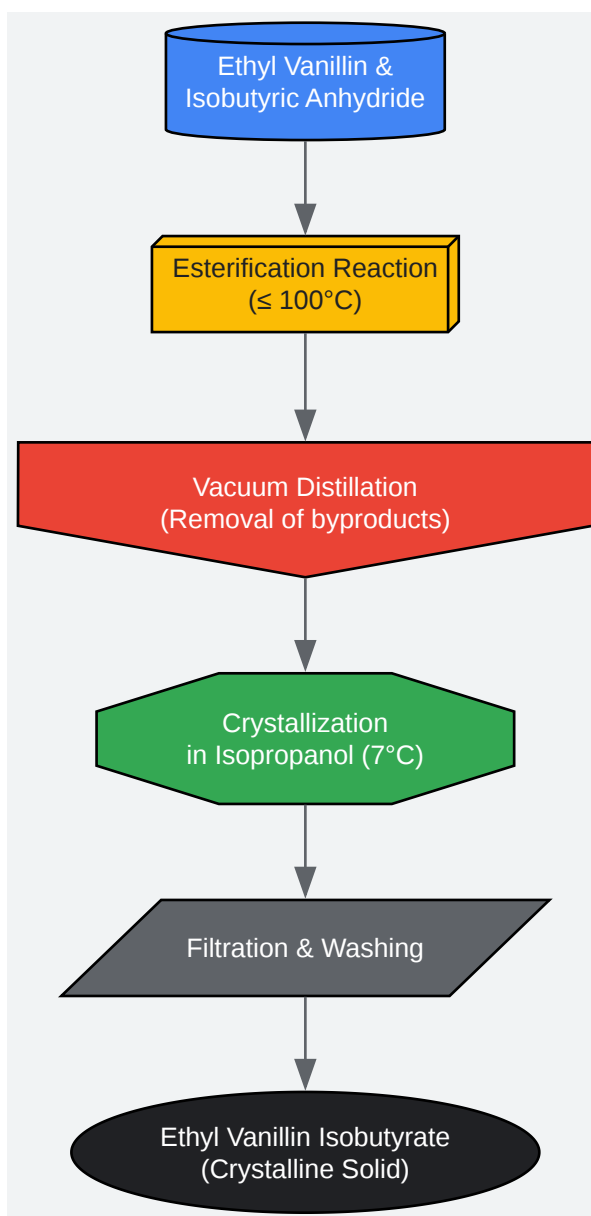 Ethyl Vanillin &
Isobutyric Anhydride
Esterification Reaction
(≤ 100°C)
Vacuum Distillation
(Removal of byproducts)
Crystallization
in Isopropanol (7°C)
Filtration & Washing
Ethyl Vanillin Isobutyrate
(Crystalline Solid)